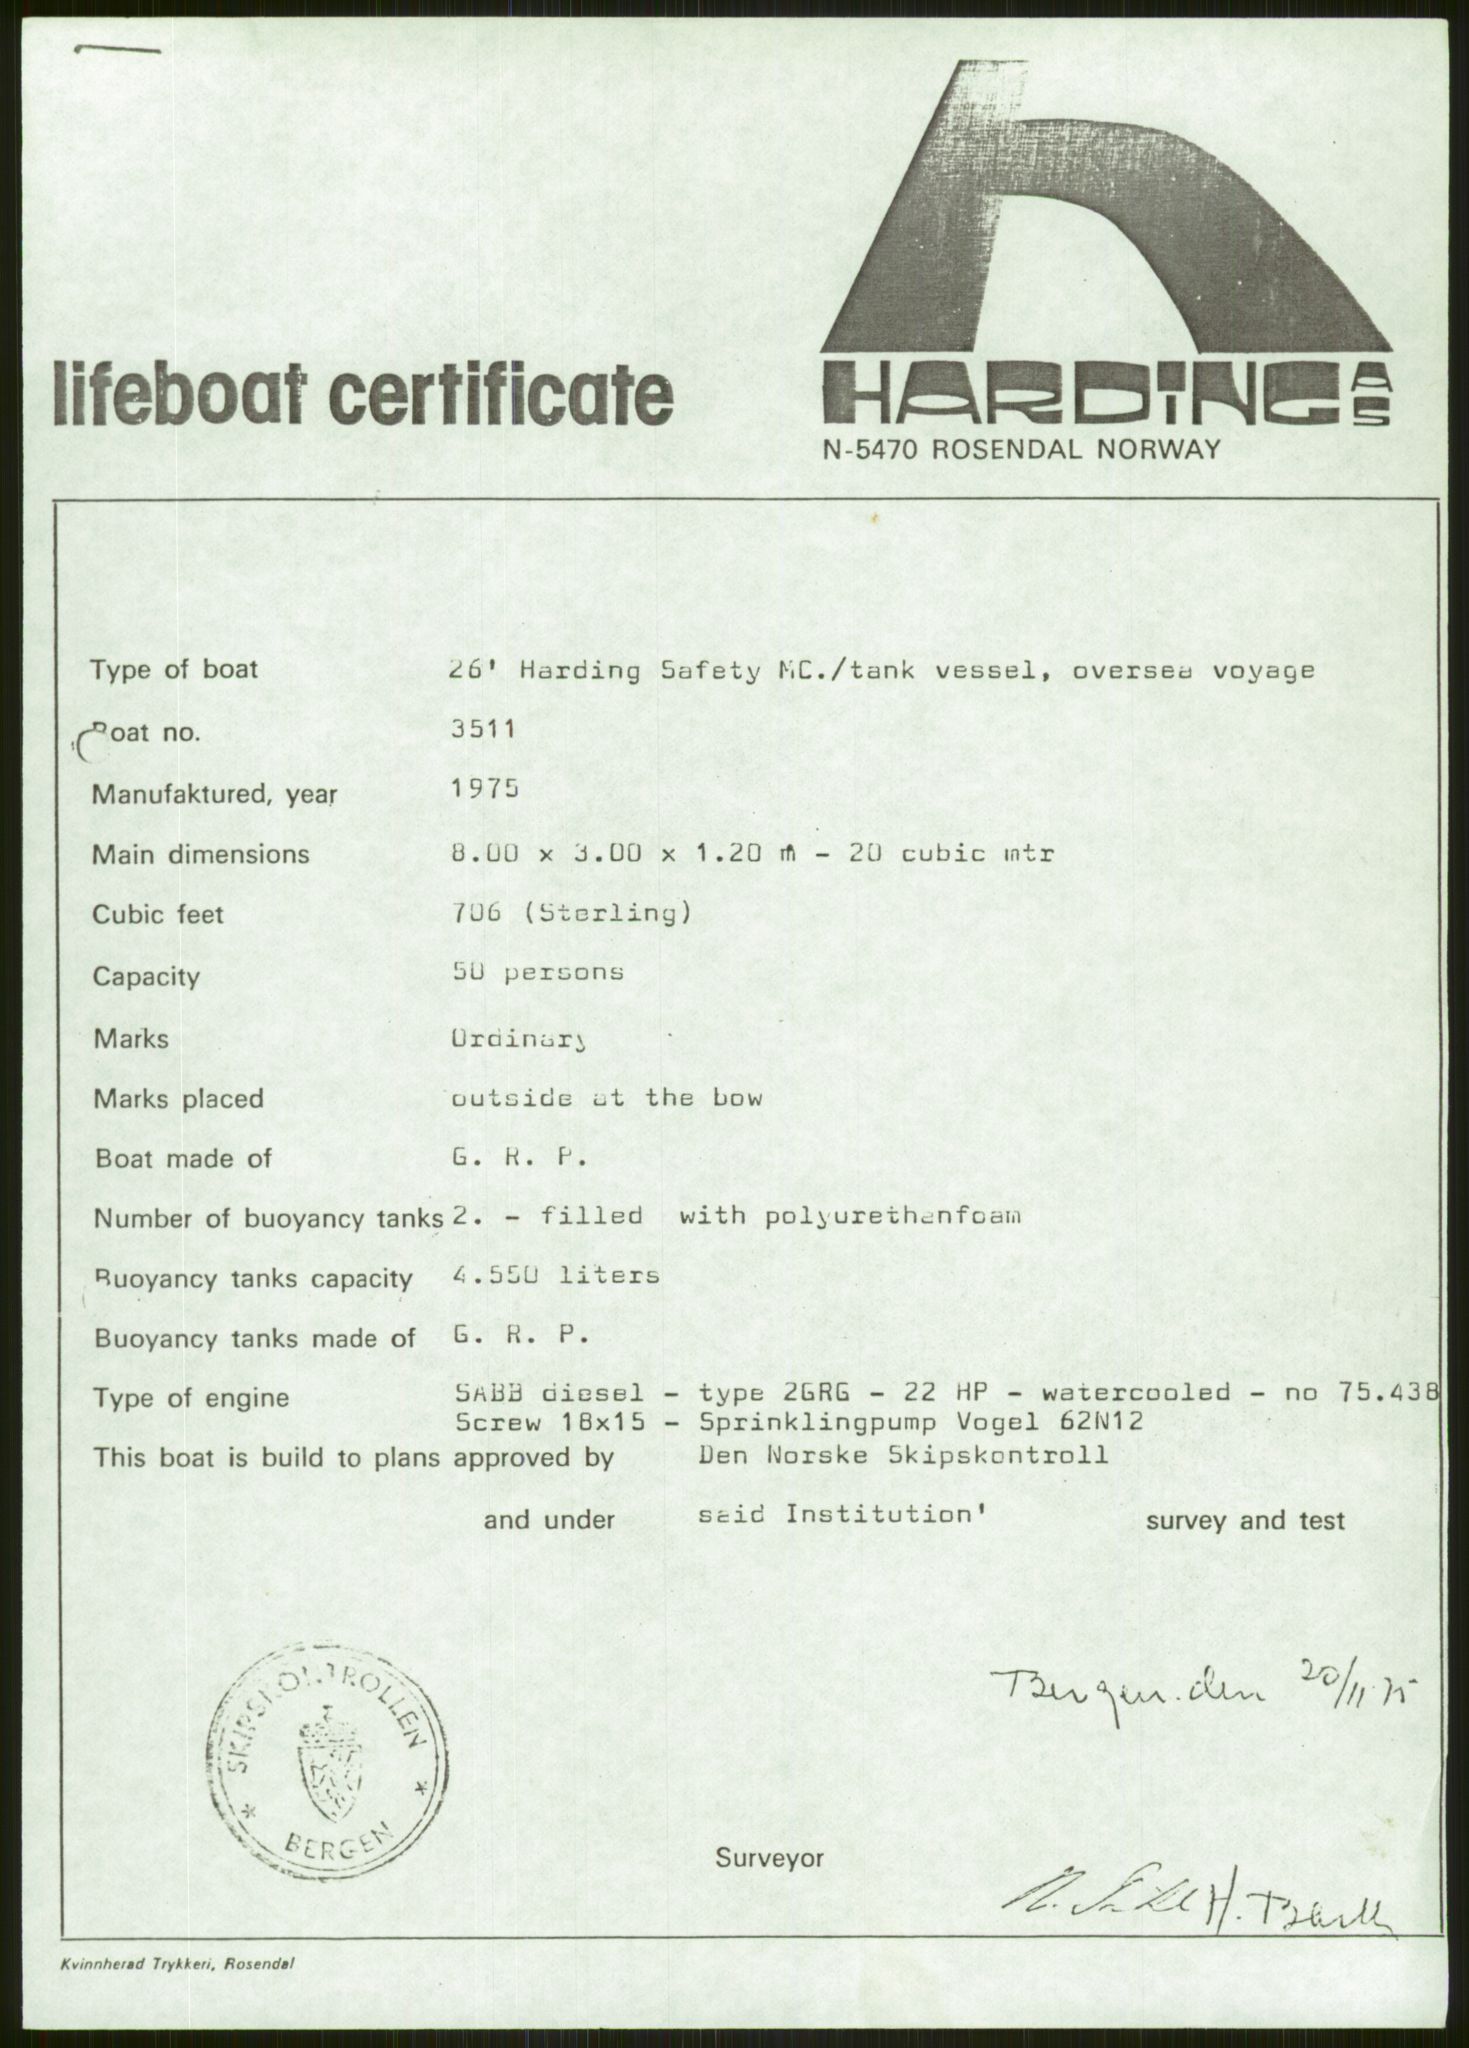 lifeboat certificate
HARDING AS
N-5470 ROSENDAL NORWAY
Type of boat 26' Harding Safety MC./tank vessel, oversea voyage
Boat no. 3511
Manufaktured, year 1975
Main dimensions 8.00 x 3.00 x 1.20 m - 20 cubic mtr
Cubic feet 706 (Sterling)
Capacity 50 persons
Marks Ordinary
Marks placed outside at the bow
Boat made of G. R. P.
Number of buoyancy tanks 2. - filled with polyurethanfoam
Buoyancy tanks capacity 4.550 liters
Buoyancy tanks made of G. R. P.
Type of engine SABB diesel - type 2GRG - 22 HP - watercooled - no 75.438
Screw 18x15 - Sprinklingpump Vogel 62N12
This boat is build to plans approved by Den Norske Skipskontroll
and under said Institution' survey and test
SKIPSKONTROLLEN
* BERGEN *
Bergen. den 20/11 75
Surveyor
H.
Kvinnherad Trykkeri, Rosendal